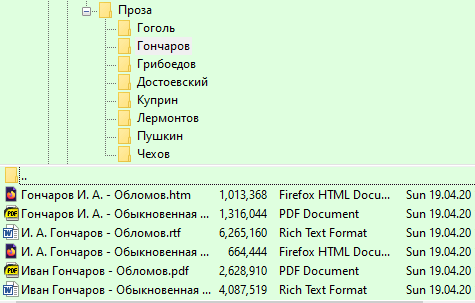 Проза
Гоголь
Гончаров
Грибоедов
Достоевский
Куприн
Лермонтов
Пушкин
Чехов
..
Гончаров И. А. - Обломов.htm 1,013,368 Firefox HTML Docu... Sun 19.04.20
Гончаров И. А. - Обыкновенная ... 1,316,044 PDF Document Sun 19.04.20
И. А. Гончаров - Обломов.rtf 6,265,160 Rich Text Format Sun 19.04.20
И. А. Гончаров - Обыкновенная ... 664,444 Firefox HTML Docu... Sun 19.04.20
Иван Гончаров - Обломов.pdf 2,628,910 PDF Document Sun 19.04.20
Иван Гончаров - Обыкновенная ... 4,087,519 Rich Text Format Sun 19.04.20